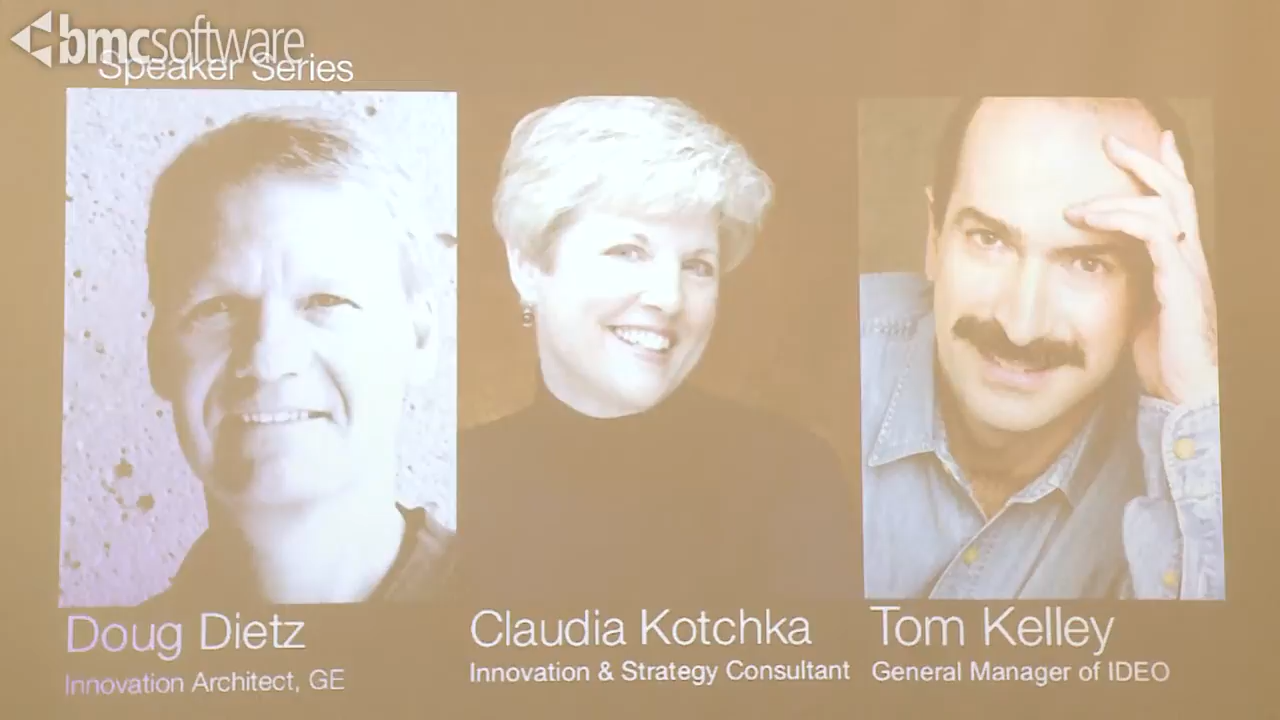 bmcsoftware
Speaker Series
Doug Dietz
Innovation Architect, GE
Claudia Kotchka
Innovation & Strategy Consultant
Tom Kelley
General Manager of IDEO